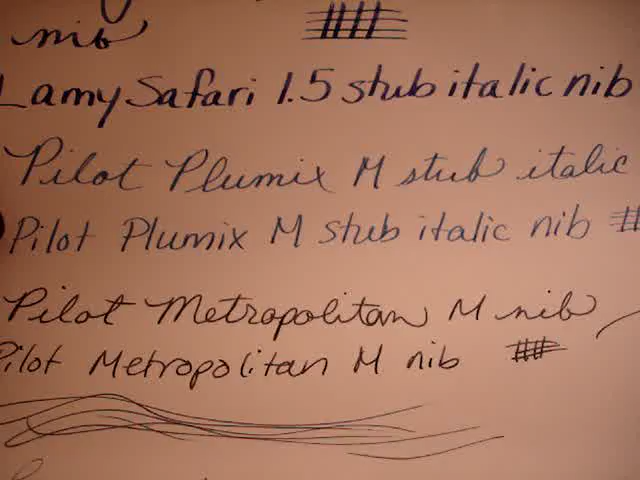 nib
Lamy Safari 1.5 stub italic nib
Pilot Plumix M stub italic
Pilot Plumix M stub italic nib
Pilot Metropolitan M nib
Pilot Metropolitan M nib